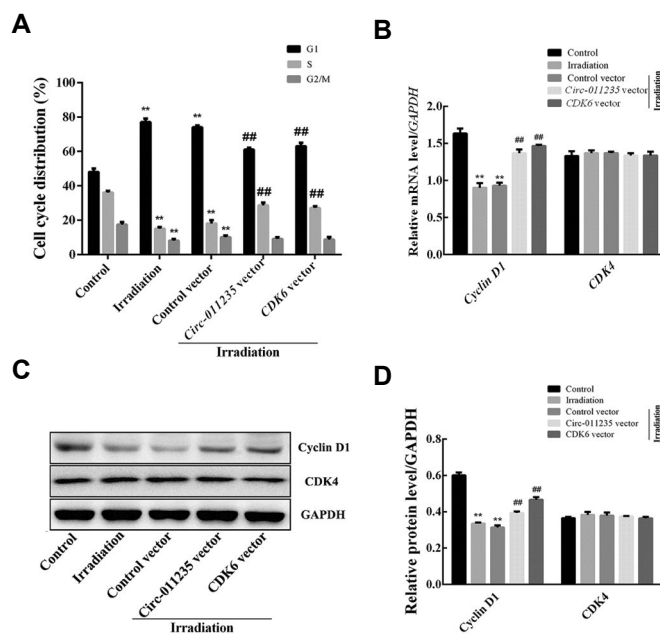 A
G1
S
G2/M
Cell cycle distribution (%)
100
80
60
40
20
0
**
**
**
**
**
**
##
##
##
##
Control
Irradiation
Control vector
Circ-011235 vector
CDK6 vector
Irradiation
B
Control
Irradiation
Control vector
Circ-011235 vector
CDK6 vector
Irradiation
Relative mRNA level/GAPDH
2.0
1.5
1.0
0.5
0.0
**
**
##
##
Cyclin D1
CDK4
C
Cyclin D1
CDK4
GAPDH
Control
Irradiation
Control vector
Circ-011235 vector
CDK6 vector
Irradiation
D
Control
Irradiation
Control vector
Circ-011235 vector
CDK6 vector
Irradiation
Relative protein level/GAPDH
0.8
0.6
0.4
0.2
0.0
**
**
##
##
Cyclin D1
CDK4